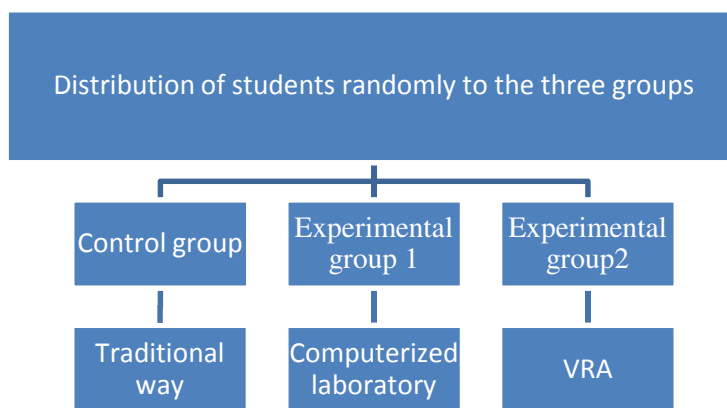 Distribution of students randomly to the three groups
Control group
Experimental
group 1
Experimental
group2
Traditional
way
Computerized
laboratory
VRA